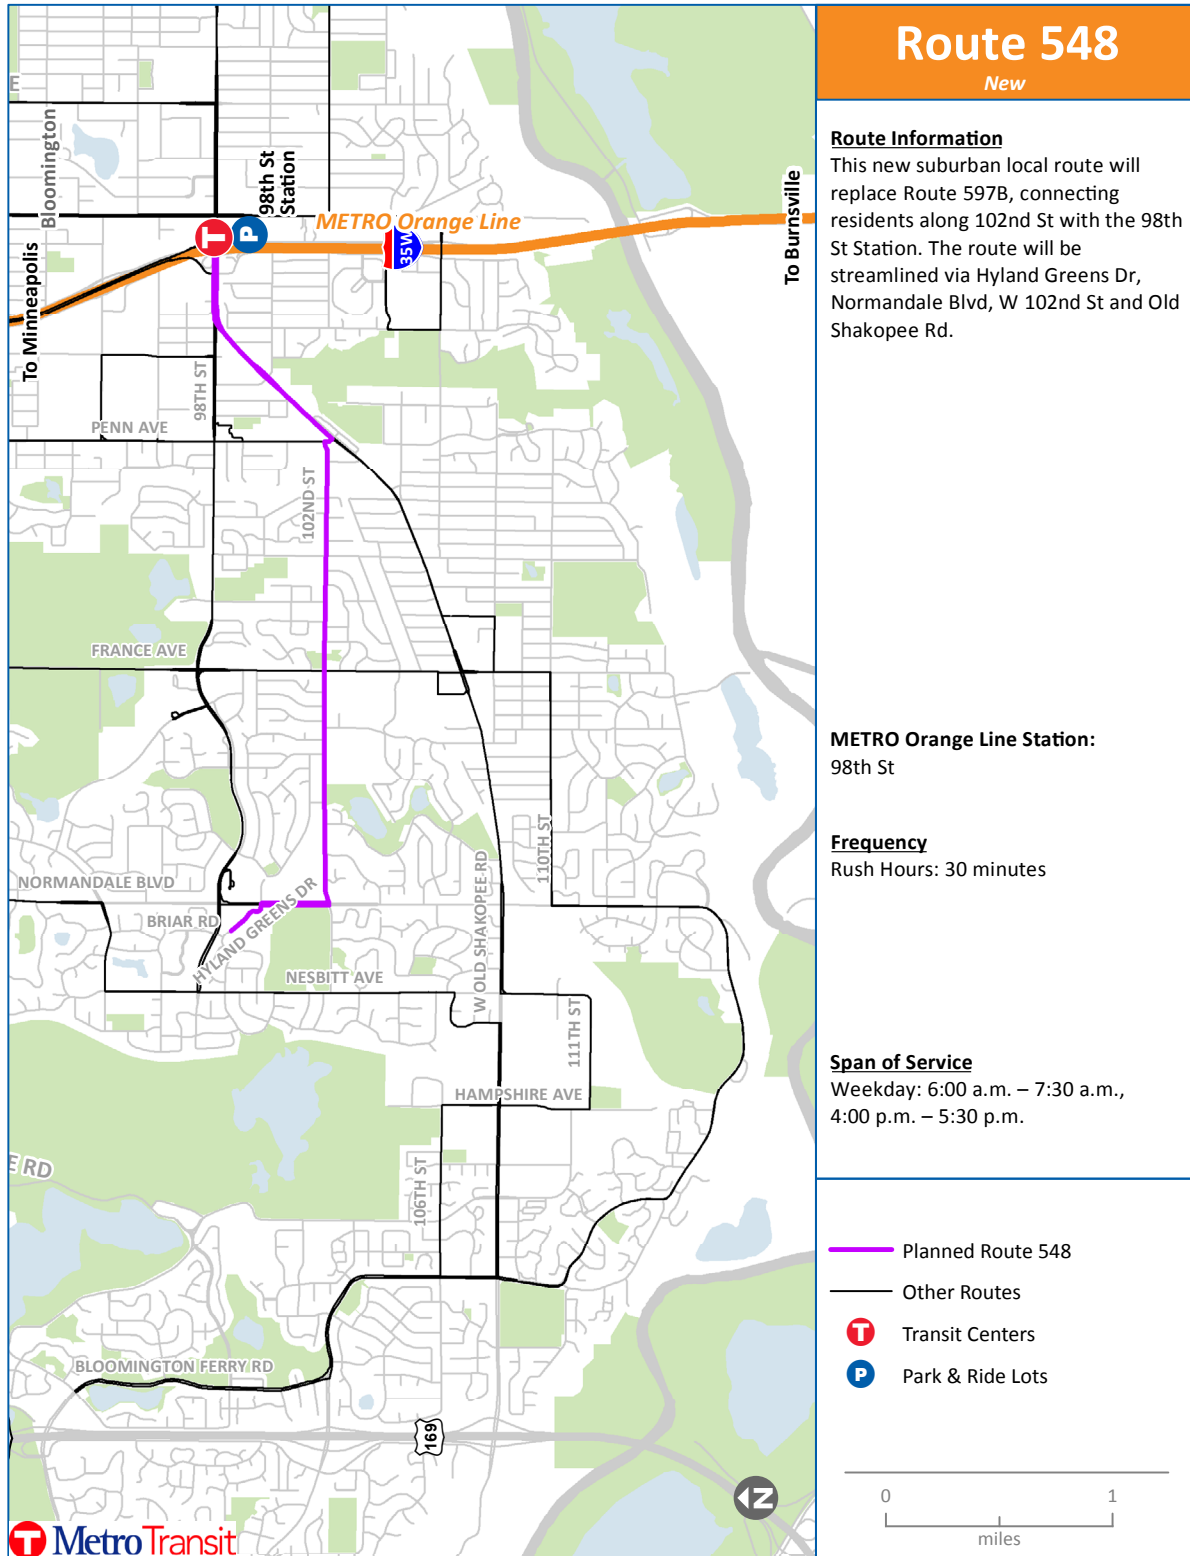 Route 548
New
Route Information
This new suburban local route will
replace Route 597B, connecting
residents along 102nd St with the 98th
St Station. The route will be
streamlined via Hyland Greens Dr,
Normandale Blvd, W 102nd St and Old
Shakopee Rd.
METRO Orange Line Station:
98th St
Frequency
Rush Hours: 30 minutes
Span of Service
Weekday: 6:00 a.m. – 7:30 a.m.,
4:00 p.m. – 5:30 p.m.
Planned Route 548
Other Routes
T Transit Centers
P Park & Ride Lots
0 1
miles
E
Bloomington
98th St
Station
T
P
METRO Orange Line
35W
To Burnsville
To Minneapolis
98TH ST
PENN AVE
102ND ST
FRANCE AVE
NORMANDALE BLVD
BRIAR RD
HYLAND GREENS DR
W OLD SHAKOPEE RD
110TH ST
NESBITT AVE
111TH ST
HAMPSHIRE AVE
E RD
106TH ST
BLOOMINGTON FERRY RD
169
N
T MetroTransit